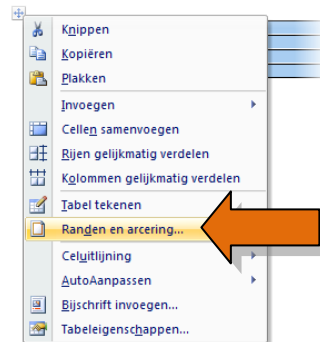 Knippen
Kopiëren
Plakken
Invoegen
Cellen samenvoegen
Rijen gelijkmatig verdelen
Kolommen gelijkmatig verdelen
Tabel tekenen
Randen en arcering...
Celuitlijning
AutoAanpassen
Bijschrift invoegen...
Tabeleigenschappen...